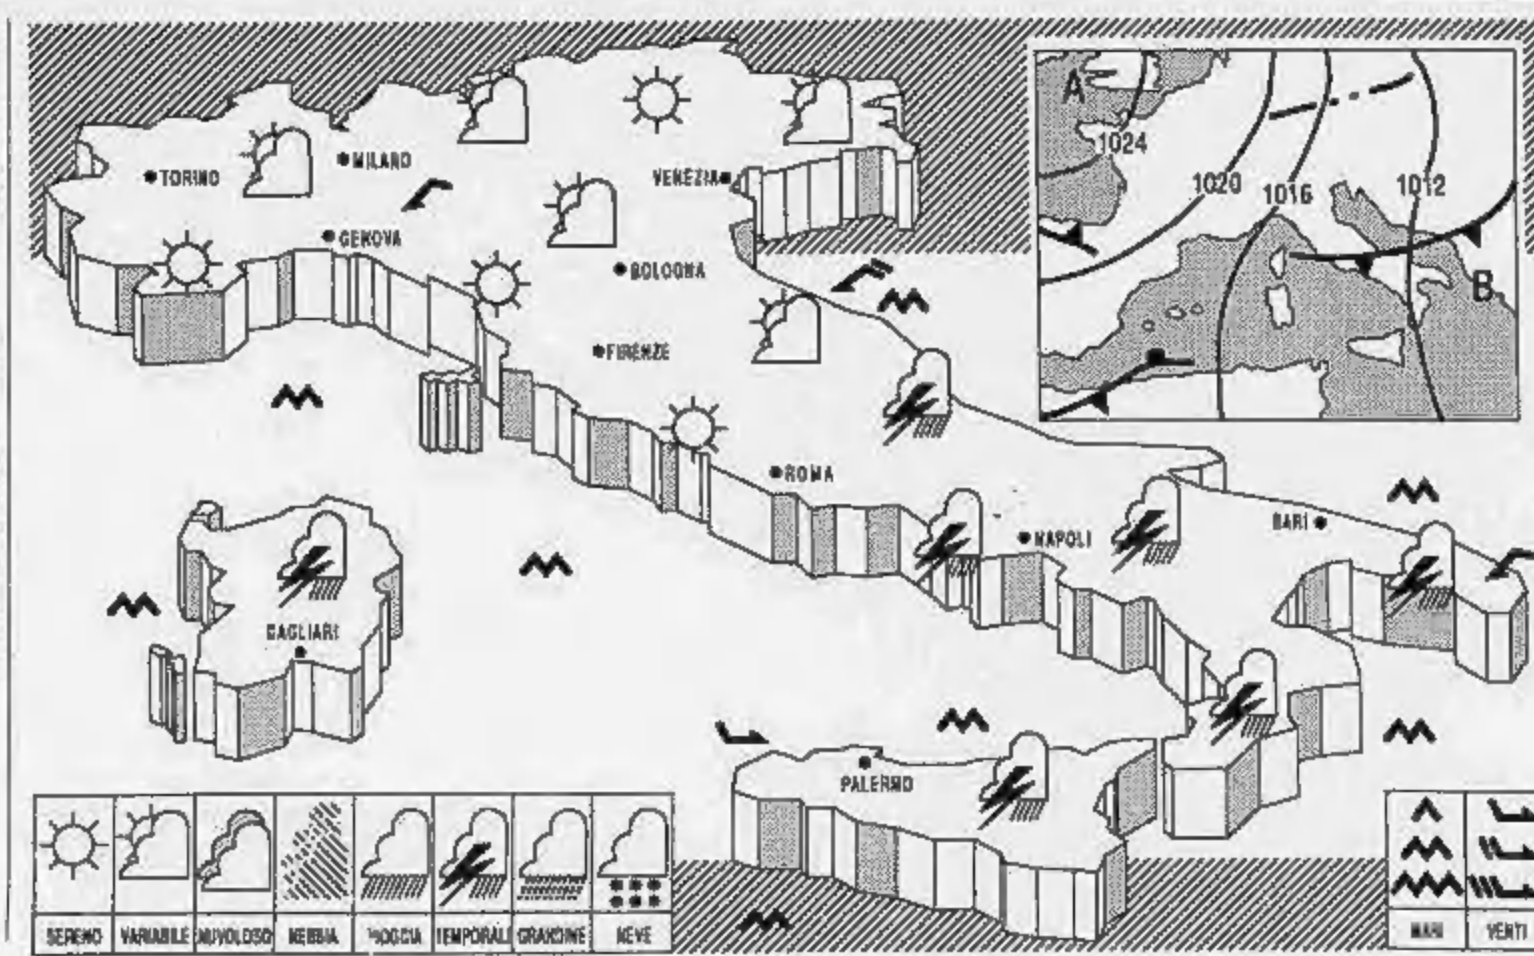 A
1024
1020
1016
1012
B
MILANO
TORINO
VENEZIA
GENOVA
BOLOGNA
FIRENZE
ROMA
NAPOLI
BARI
CAGLIARI
PALERMO
SERENO VARIABILE NUVOLOSO NEBBIA PIOGGIA TEMPORALI GRANDINE NEVE
MARI VENTI